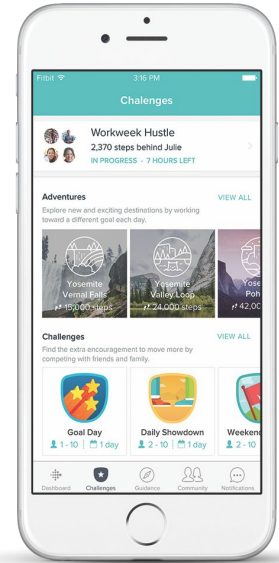 Fitbit
3:16 PM
Chalenges
Workweek Hustle
2,370 steps behind Julie
IN PROGRESS - 7 HOURS LEFT
Adventures
VIEW ALL
Explore new and exciting destinations by working
toward a different goal each day.
Yosemite
Vernal Falls
15,000 steps
Yosemite
Valley Loop
24,000 steps
Yose
Poh
42,00
Challenges
VIEW ALL
Find the extra encouragement to move more by
competing with friends and family.
Goal Day
1 - 10 | 1 day
Daily Showdown
2 - 10 | 1 day
Weeken
2 - 10
Dashboard
Challenges
Guidance
Community
Notifications